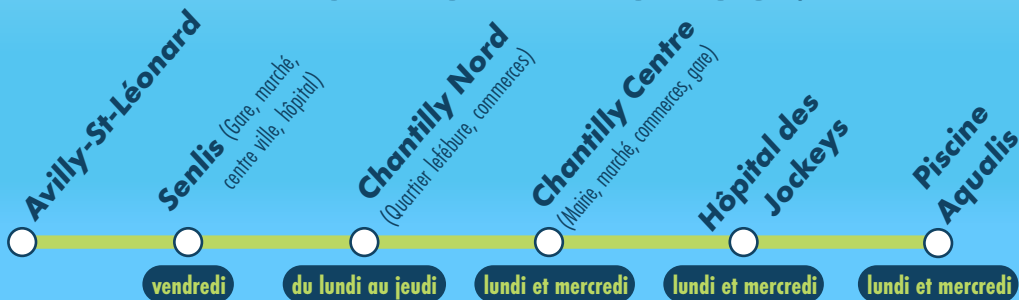 Avilly-St-Léonard
Senlis (Gare, marché,
centre ville, hôpital)
Chantilly Nord
(Quartier lefébure, commerces)
Chantilly Centre
(Mairie, marché, commerces, gare)
Hôpital des
Jockeys
Piscine
Aqualis
vendredi
du lundi au jeudi
lundi et mercredi
lundi et mercredi
lundi et mercredi